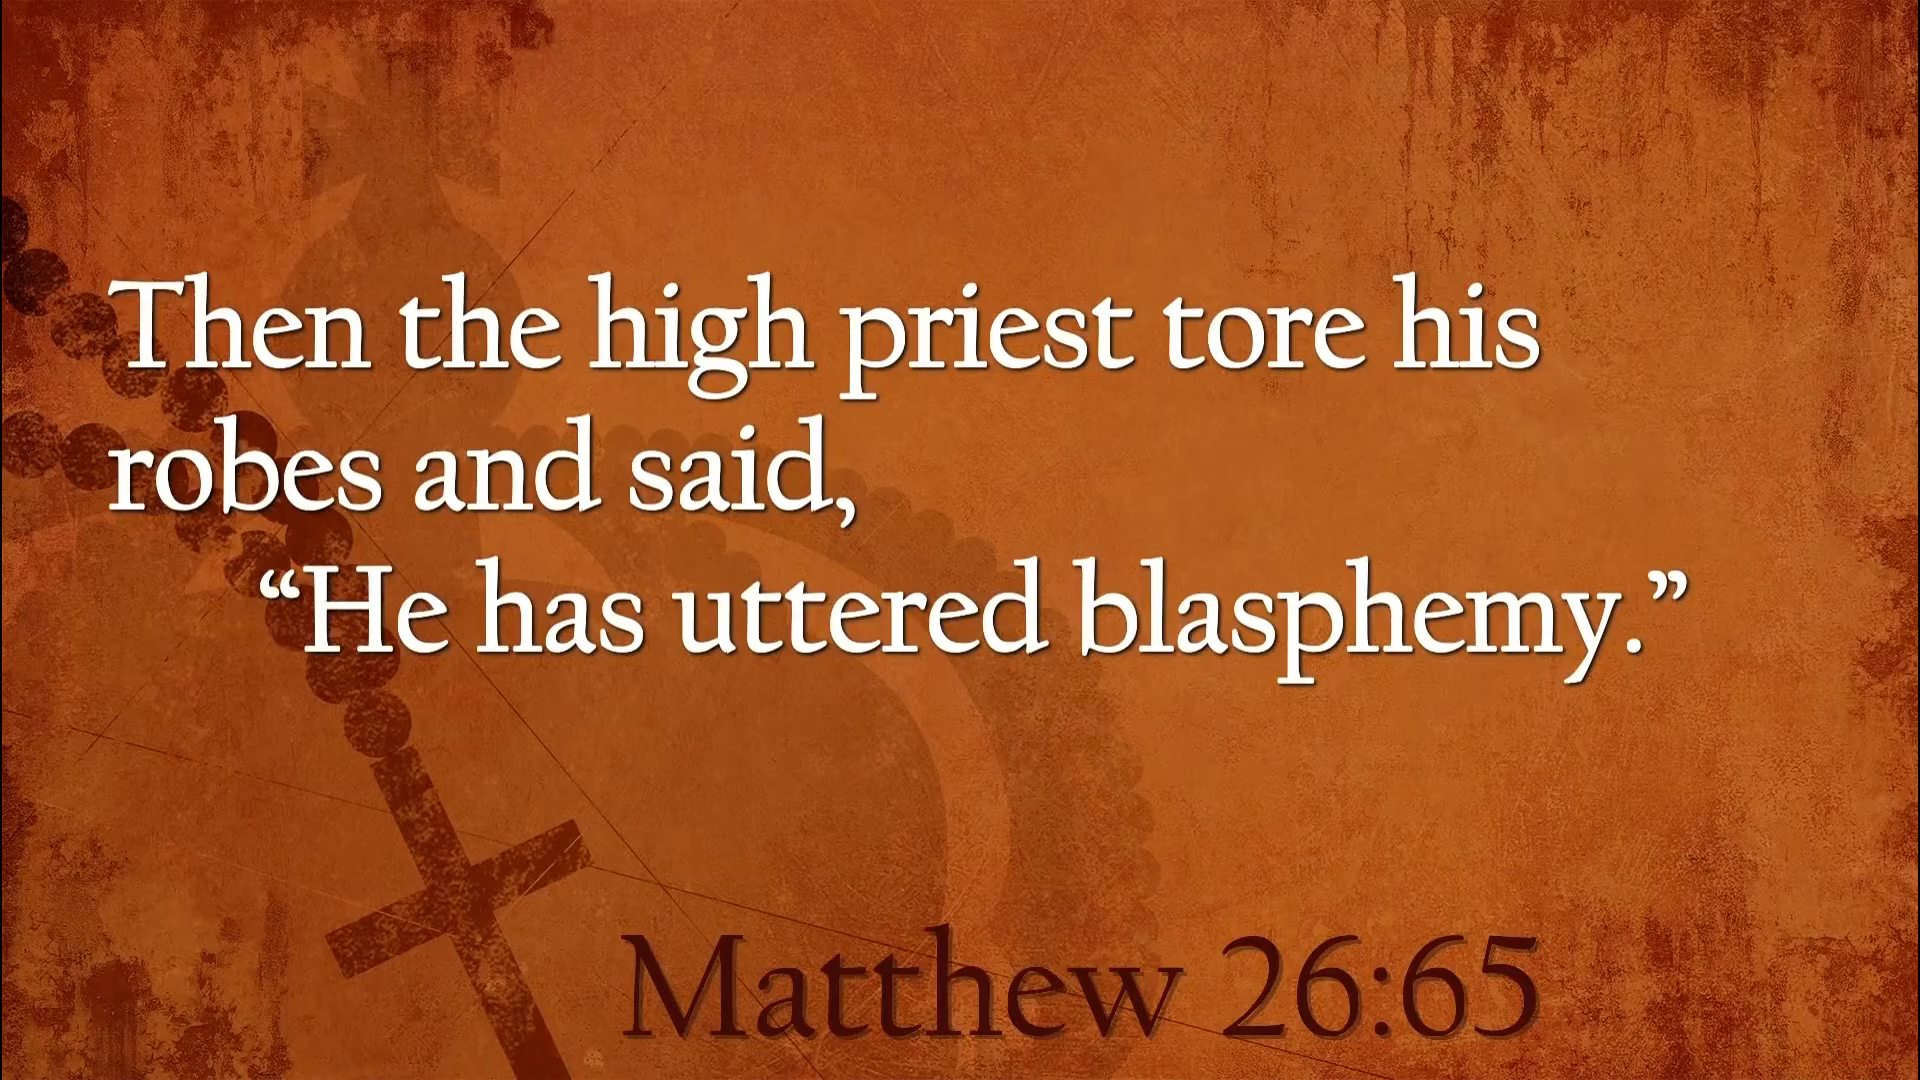 Then the high priest tore his
robes and said,
“He has uttered blasphemy.”
Matthew 26:65